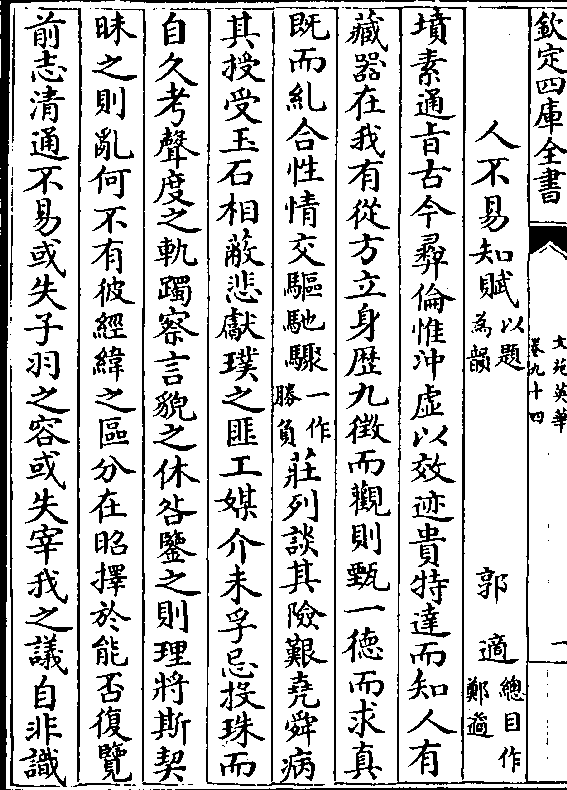 欽定四庫全書
文苑英華
卷九十四
一
人不易知賦以題為韻
郭適總目作鄭適
墳素通旨古今彛倫惟沖虛以效迹貴特達而知人有
藏器在我有從方立身歴九徴而觀則甄一德而求真
既而糺合性情交驅馳驟一作勝負莊列談其險艱堯舜病
其授受玉石相蔽悲獻璞之匪工媒介未孚忌投珠而
自久考聲度之軌躅察言貌之休咎鑒之則理將斯契
昧之則亂何不有彼經緯之區分在昭擇於能否復覽
前志清通不易或失子羽之容或失宰我之議自非識